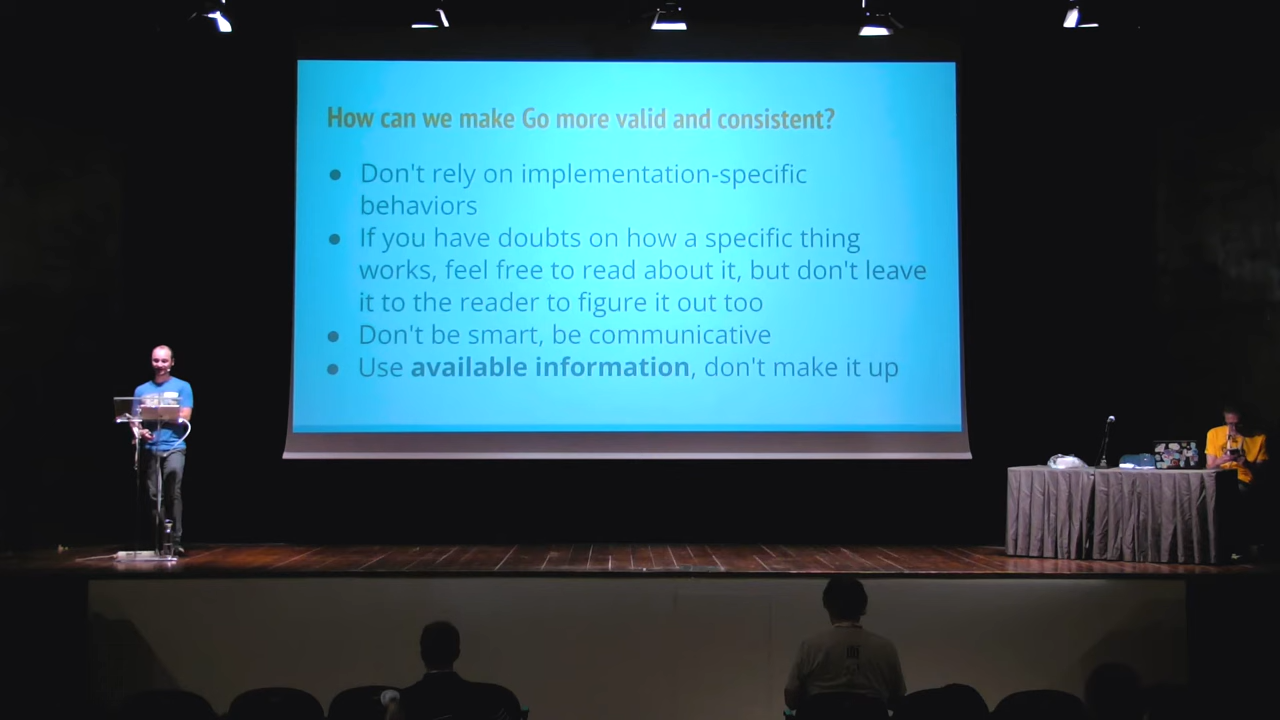 How can we make Go more valid and consistent?
● Don't rely on implementation-specific
behaviors
● If you have doubts on how a specific thing
works, feel free to read about it, but don't leave
it to the reader to figure it out too
● Don't be smart, be communicative
● Use available information, don't make it up